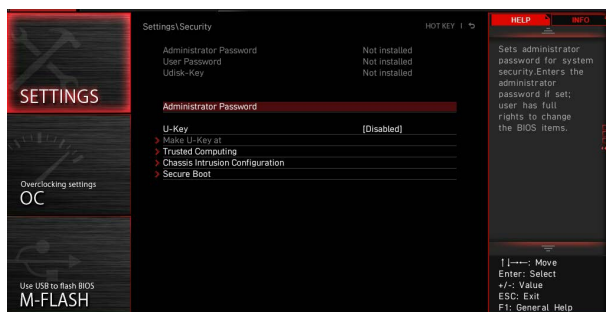 SETTINGS
Overclocking settings
OC
Use USB to flash BIOS
M-FLASH
Settings\Security
HOT KEY |
Administrator Password Not installed
User Password Not installed
Udisk-Key Not installed
Administrator Password
U-Key [Disabled]
> Make U-Key at
> Trusted Computing
> Chassis Intrusion Configuration
> Secure Boot
HELP
INFO
Sets administrator
password for system
security.Enters the
administrator
password if set;
user has full
rights to change
the BIOS items.
↑↓→←: Move
Enter: Select
+/-: Value
ESC: Exit
F1: General Help